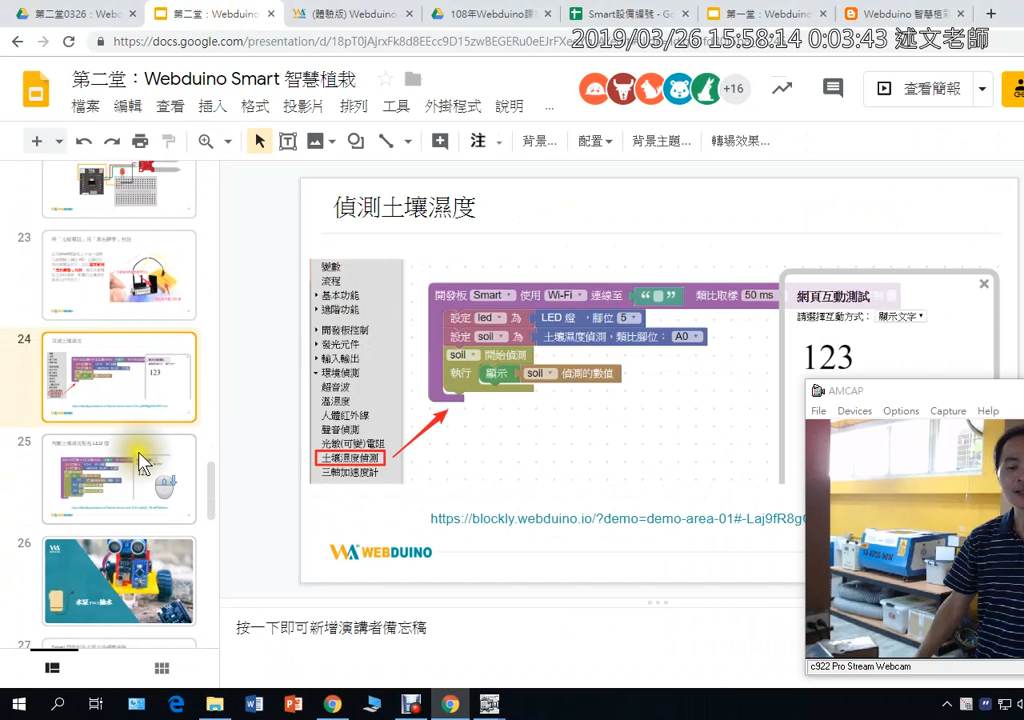 第二堂0326：Webc
第二堂：Webduino
(體驗版) Webduino
108年Webduino課
Smart設備編號 - Go
第一堂：Webduino
Webduino 智慧植栽
https://docs.google.com/presentation/d/18pT0jAjrxFk8d8EEcc9D15zwBEGERu0eEJrFXe
2019/03/26 15:58:14 0:03:43 述文老師
第二堂：Webduino Smart 智慧植栽
+16
查看簡報
檔案 編輯 查看 插入 格式 投影片 排列 工具 外掛程式 說明 ...
注
背景... 配置 背景主題... 轉場效果...
23
24
25
26
27
偵測土壤濕度
變數
流程
基本功能
進階功能
開發板控制
發光元件
輸入輸出
環境偵測
超音波
溫濕度
人體紅外線
聲音偵測
光敏(可變)電阻
土壤濕度偵測
三軸加速度計
開發板 Smart 使用 Wi-Fi 連線至 “ ” 類比取樣 50 ms
設定 led 為 LED 燈 ，腳位 5
設定 soil 為 土壤濕度偵測，類比腳位： A0
soil 開始偵測
執行 顯示 soil 偵測的數值
網頁互動測試
請選擇互動方式： 顯示文字
123
https://blockly.webduino.io/?demo=demo-area-01#-Laj9fR8g
WEBDUINO
按一下即可新增演講者備忘稿
AMCAP
File Devices Options Capture Help
c922 Pro Stream Webcam